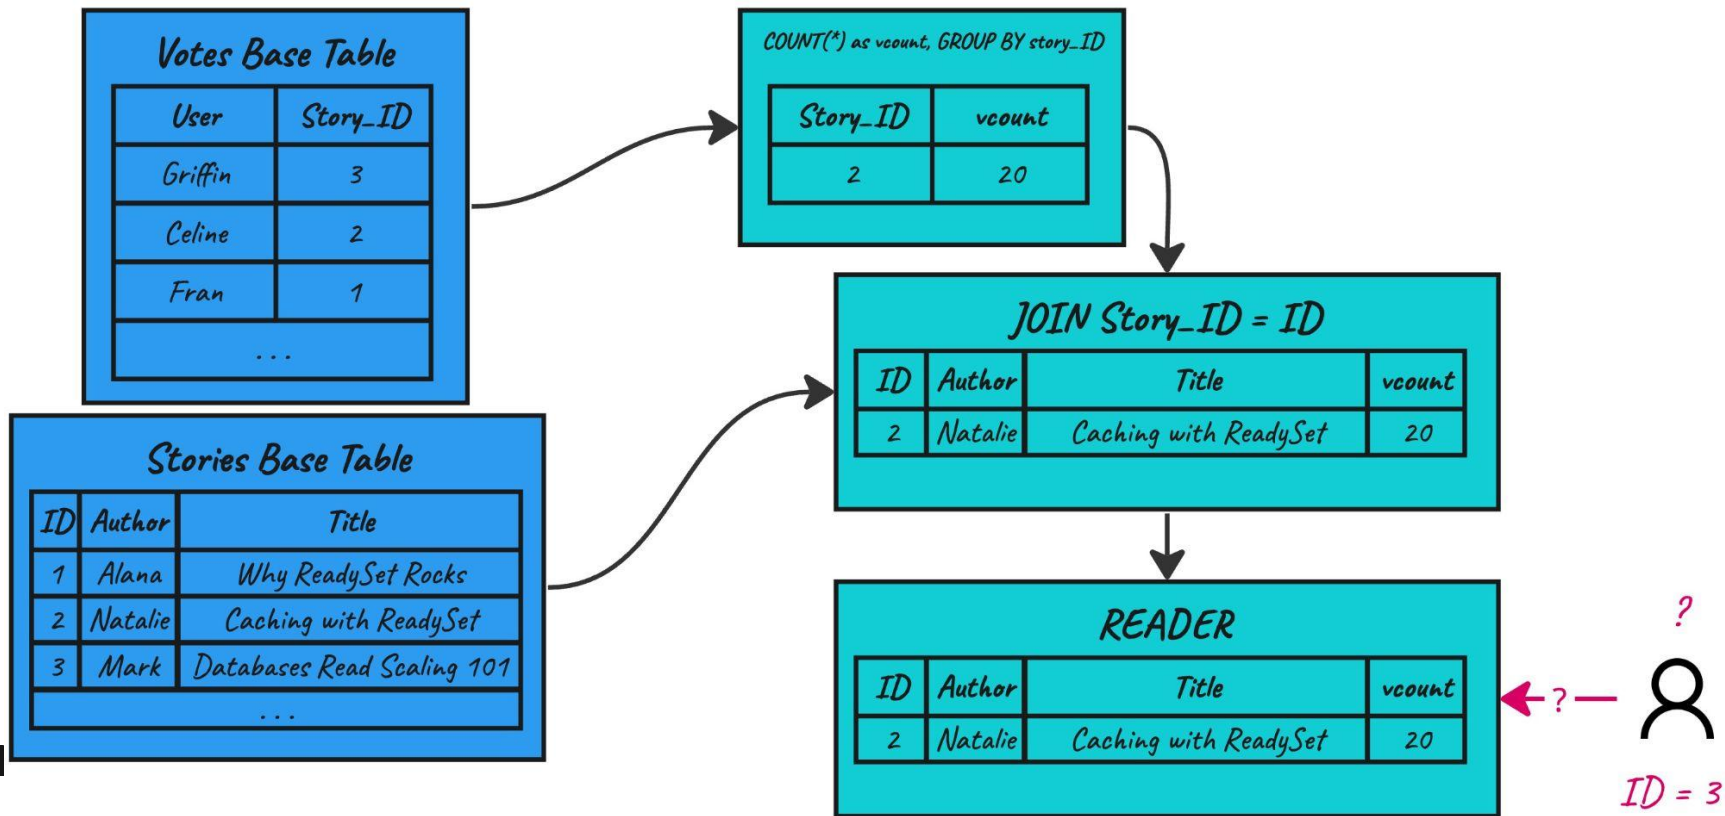 Votes Base Table
User Story_ID
Griffin 3
Celine 2
Fran 1
...
Stories Base Table
ID Author Title
1 Alana Why ReadySet Rocks
2 Natalie Caching with ReadySet
3 Mark Databases Read Scaling 101
...
COUNT(*) as vcount, GROUP BY story_ID
Story_ID vcount
2 20
JOIN Story_ID = ID
ID Author Title vcount
2 Natalie Caching with ReadySet 20
READER
ID Author Title vcount
2 Natalie Caching with ReadySet 20
?
?
ID = 3